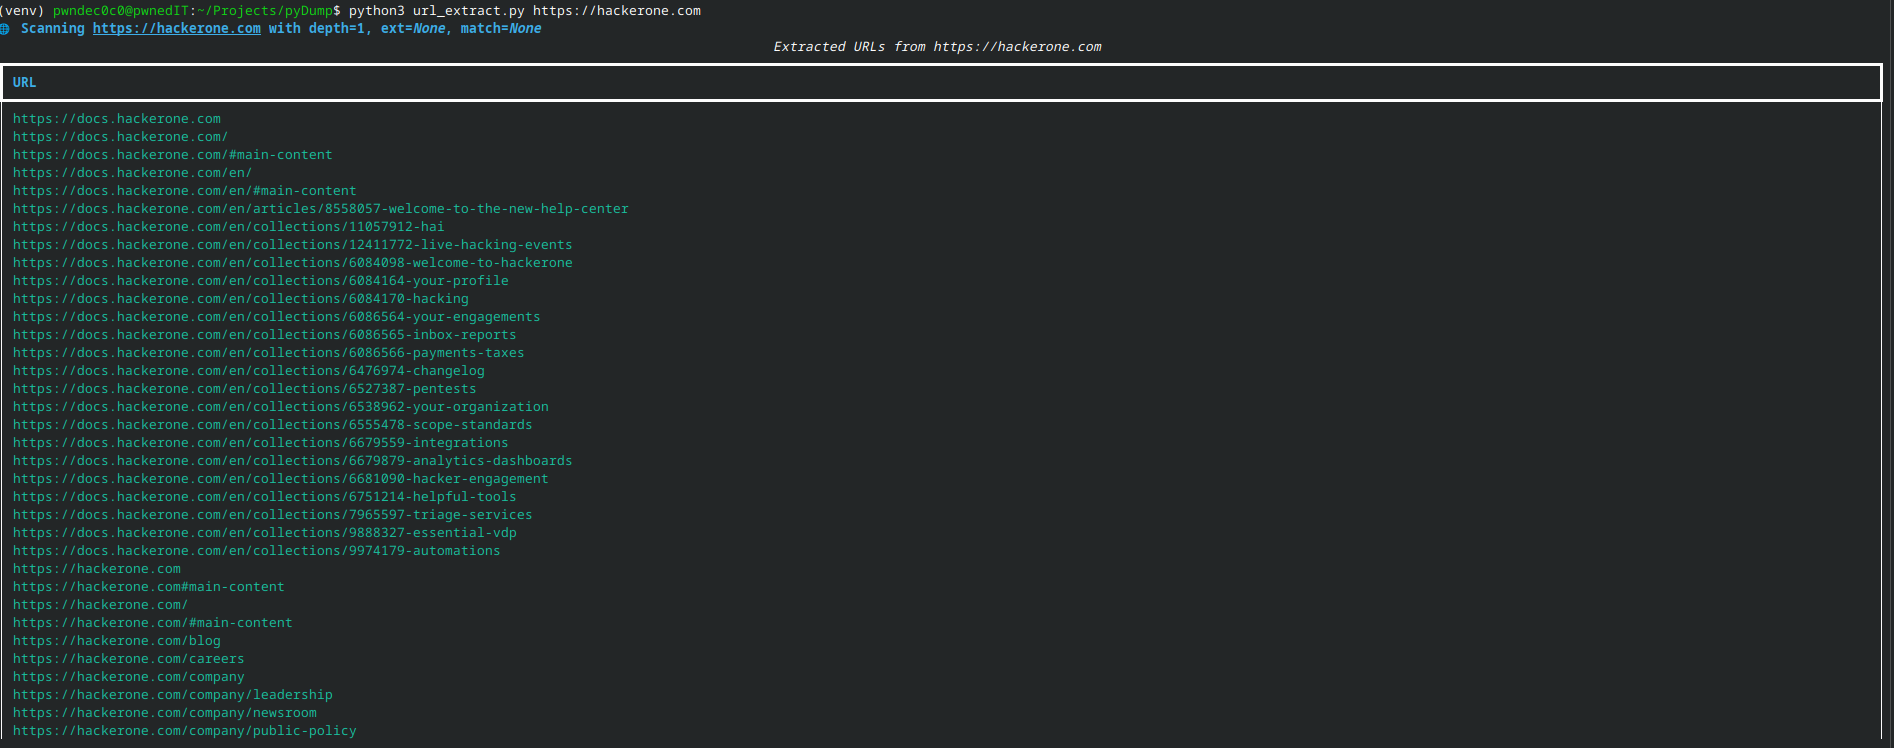 (venv) pwndec0c0@pwnedIT:~/Projects/pyDump$ python3 url_extract.py https://hackerone.com
🌐 Scanning https://hackerone.com with depth=1, ext=None, match=None
Extracted URLs from https://hackerone.com
URL
https://docs.hackerone.com
https://docs.hackerone.com/
https://docs.hackerone.com/#main-content
https://docs.hackerone.com/en/
https://docs.hackerone.com/en/#main-content
https://docs.hackerone.com/en/articles/8558057-welcome-to-the-new-help-center
https://docs.hackerone.com/en/collections/11057912-hai
https://docs.hackerone.com/en/collections/12411772-live-hacking-events
https://docs.hackerone.com/en/collections/6084098-welcome-to-hackerone
https://docs.hackerone.com/en/collections/6084164-your-profile
https://docs.hackerone.com/en/collections/6084170-hacking
https://docs.hackerone.com/en/collections/6086564-your-engagements
https://docs.hackerone.com/en/collections/6086565-inbox-reports
https://docs.hackerone.com/en/collections/6086566-payments-taxes
https://docs.hackerone.com/en/collections/6476974-changelog
https://docs.hackerone.com/en/collections/6527387-pentests
https://docs.hackerone.com/en/collections/6538962-your-organization
https://docs.hackerone.com/en/collections/6555478-scope-standards
https://docs.hackerone.com/en/collections/6679559-integrations
https://docs.hackerone.com/en/collections/6679879-analytics-dashboards
https://docs.hackerone.com/en/collections/6681090-hacker-engagement
https://docs.hackerone.com/en/collections/6751214-helpful-tools
https://docs.hackerone.com/en/collections/7965597-triage-services
https://docs.hackerone.com/en/collections/9888327-essential-vdp
https://docs.hackerone.com/en/collections/9974179-automations
https://hackerone.com
https://hackerone.com#main-content
https://hackerone.com/
https://hackerone.com/#main-content
https://hackerone.com/blog
https://hackerone.com/careers
https://hackerone.com/company
https://hackerone.com/company/leadership
https://hackerone.com/company/newsroom
https://hackerone.com/company/public-policy